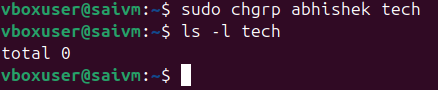 vboxuser@saivm:~$ sudo chgrp abhishek tech
vboxuser@saivm:~$ ls -l tech
total 0
vboxuser@saivm:~$